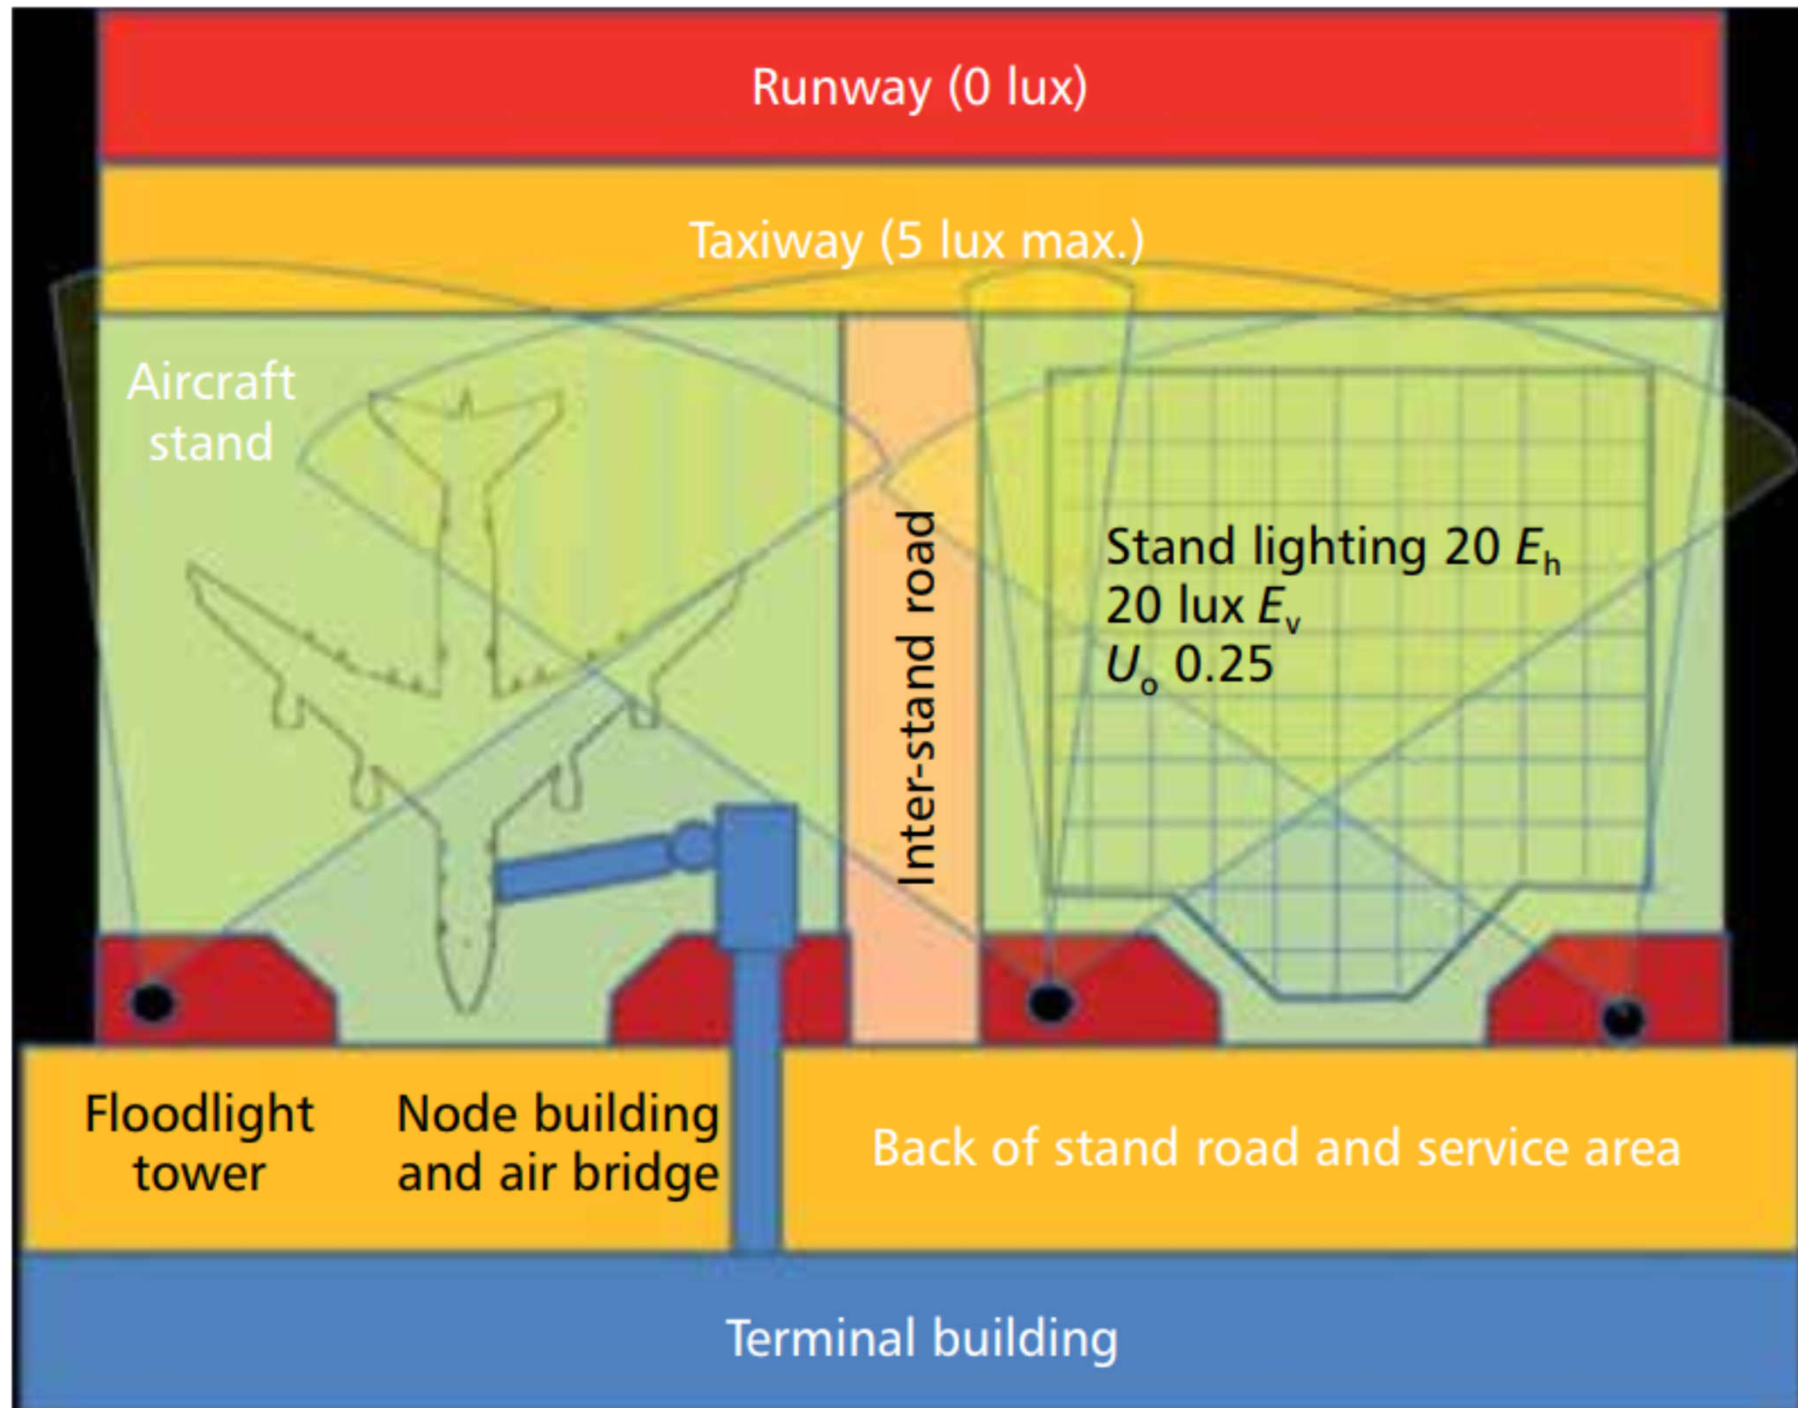 Runway (0 lux)
Taxiway (5 lux max.)
Aircraft
stand
Inter-stand road
Stand lighting 20 Eh
20 lux Ev
Uo 0.25
Floodlight
tower
Node building
and air bridge
Back of stand road and service area
Terminal building